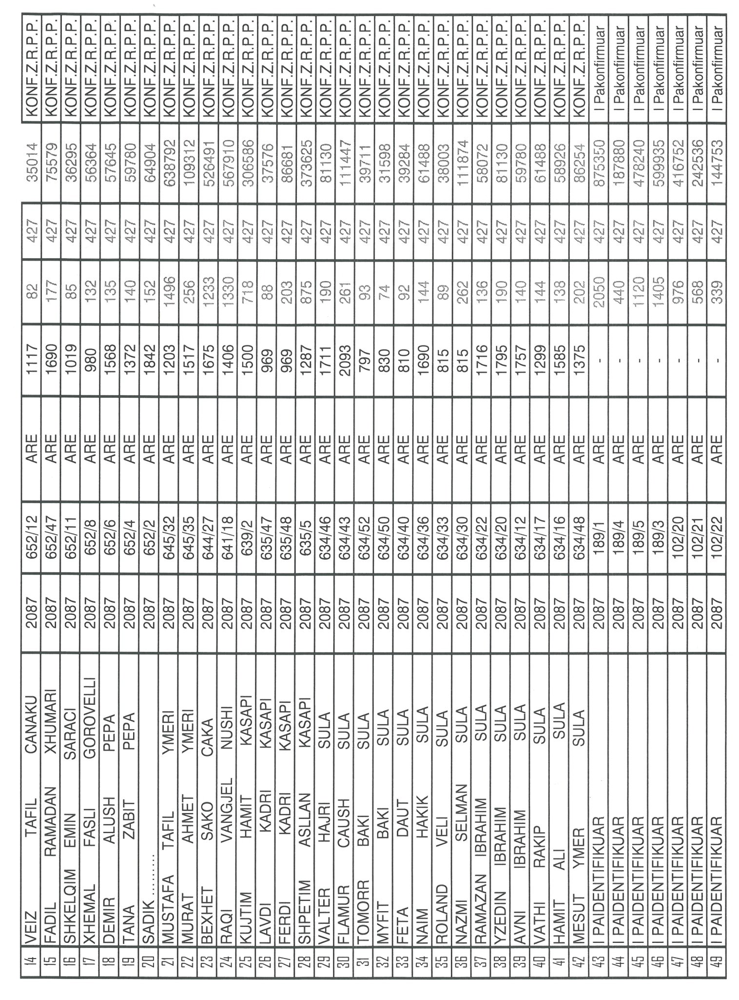 14 VEIZ TAFIL CANAKU 2087 652/12 ARE 1117 82 427 35014 KONF.Z.R.P.P.
15 FADIL RAMADAN XHUMARI 2087 652/47 ARE 1690 177 427 75579 KONF.Z.R.P.P.
16 SHKELQIM EMIN SARACI 2087 652/11 ARE 1019 85 427 36295 KONF.Z.R.P.P.
17 XHEMAL FASLI GOROVELLI 2087 652/8 ARE 980 132 427 56364 KONF.Z.R.P.P.
18 DEMIR ALUSH PEPA 2087 652/6 ARE 1568 135 427 57645 KONF.Z.R.P.P.
19 TANA ZABIT PEPA 2087 652/4 ARE 1372 140 427 59780 KONF.Z.R.P.P.
20 SADIK .......... 2087 652/2 ARE 1842 152 427 64904 KONF.Z.R.P.P.
21 MUSTAFA TAFIL YMERI 2087 645/32 ARE 1203 1496 427 638792 KONF.Z.R.P.P.
22 MURAT AHMET YMERI 2087 645/35 ARE 1517 256 427 109312 KONF.Z.R.P.P.
23 BEXHET SAKO CAKA 2087 644/27 ARE 1675 1233 427 526491 KONF.Z.R.P.P.
24 RAQI VANGJEL NUSHI 2087 641/18 ARE 1406 1330 427 567910 KONF.Z.R.P.P.
25 KUJTIM HAMIT KASAPI 2087 639/2 ARE 1500 718 427 306586 KONF.Z.R.P.P.
26 LAVDI KADRI KASAPI 2087 635/47 ARE 969 88 427 37576 KONF.Z.R.P.P.
27 FERDI KADRI KASAPI 2087 635/48 ARE 969 203 427 86681 KONF.Z.R.P.P.
28 SHPETIM ASLLAN KASAPI 2087 635/5 ARE 1287 875 427 373625 KONF.Z.R.P.P.
29 VALTER HAJRI SULA 2087 634/46 ARE 1711 190 427 81130 KONF.Z.R.P.P.
30 FLAMUR CAUSH SULA 2087 634/43 ARE 2093 261 427 111447 KONF.Z.R.P.P.
31 TOMORR BAKI SULA 2087 634/52 ARE 797 93 427 39711 KONF.Z.R.P.P.
32 MYFIT BAKI SULA 2087 634/50 ARE 830 74 427 31598 KONF.Z.R.P.P.
33 FETA DAUT SULA 2087 634/40 ARE 810 92 427 39284 KONF.Z.R.P.P.
34 NAIM HAKIK SULA 2087 634/36 ARE 1690 144 427 61488 KONF.Z.R.P.P.
35 ROLAND VELI SULA 2087 634/33 ARE 815 89 427 38003 KONF.Z.R.P.P.
36 NAZMI SELMAN SULA 2087 634/30 ARE 815 262 427 111874 KONF.Z.R.P.P.
37 RAMAZAN IBRAHIM SULA 2087 634/22 ARE 1716 136 427 58072 KONF.Z.R.P.P.
38 YZEDIN IBRAHIM SULA 2087 634/20 ARE 1795 190 427 81130 KONF.Z.R.P.P.
39 AVNI IBRAHIM SULA 2087 634/12 ARE 1757 140 427 59780 KONF.Z.R.P.P.
40 VATHI RAKIP SULA 2087 634/17 ARE 1299 144 427 61488 KONF.Z.R.P.P.
41 HAMIT ALI SULA 2087 634/16 ARE 1585 138 427 58926 KONF.Z.R.P.P.
42 MESUT YMER SULA 2087 634/48 ARE 1375 202 427 86254 KONF.Z.R.P.P.
43 I PAIDENTIFIKUAR 2087 189/1 ARE - 2050 427 875350 I Pakonfirmuar
44 I PAIDENTIFIKUAR 2087 189/4 ARE - 440 427 187880 I Pakonfirmuar
45 I PAIDENTIFIKUAR 2087 189/5 ARE - 1120 427 478240 I Pakonfirmuar
46 I PAIDENTIFIKUAR 2087 189/3 ARE - 1405 427 599935 I Pakonfirmuar
47 I PAIDENTIFIKUAR 2087 102/20 ARE - 976 427 416752 I Pakonfirmuar
48 I PAIDENTIFIKUAR 2087 102/21 ARE - 568 427 242536 I Pakonfirmuar
49 I PAIDENTIFIKUAR 2087 102/22 ARE - 339 427 144753 I Pakonfirmuar